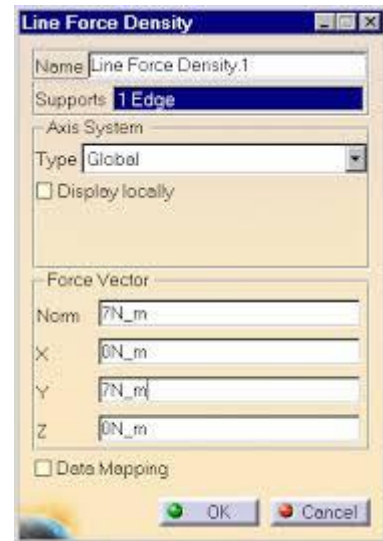 Line Force Density
Name Line Force Density.1
Supports 1 Edge
Axis System
Type Global
Display locally
Force Vector
Norm 7N_m
X 0N_m
Y 7N_m
Z 0N_m
Data Mapping
OK Cancel